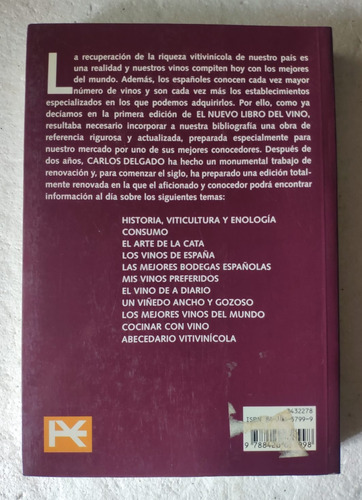 La recuperación de la riqueza vitivinícola de nuestro país es
una realidad y nuestros vinos compiten hoy con los mejores
del mundo. Además, los españoles conocen cada vez mayor
número de vinos y son cada vez más los establecimientos
especializados en los que podemos adquirirlos. Por ello, como ya
decíamos en la primera edición de EL NUEVO LIBRO DEL VINO,
resultaba necesario incorporar a nuestra bibliografía una obra de
referencia rigurosa y actualizada, preparada especialmente para
nuestro mercado por uno de sus mejores conocedores. Después de
dos años, CARLOS DELGADO ha hecho un monumental trabajo de
renovación y, para comenzar el siglo, ha preparado una edición total-
mente renovada en la que el aficionado y conocedor podrá encontrar
información al día sobre los siguientes temas:
HISTORIA, VITICULTURA Y ENOLOGÍA
CONSUMO
EL ARTE DE LA CATA
LOS VINOS DE ESPAÑA
LAS MEJORES BODEGAS ESPAÑOLAS
MIS VINOS PREFERIDOS
EL VINO DE A DIARIO
UN VIÑEDO ANCHO Y GOZOSO
LOS MEJORES VINOS DEL MUNDO
COCINAR CON VINO
ABECEDARIO VITIVINÍCOLA
3432278
ISBN
799-9